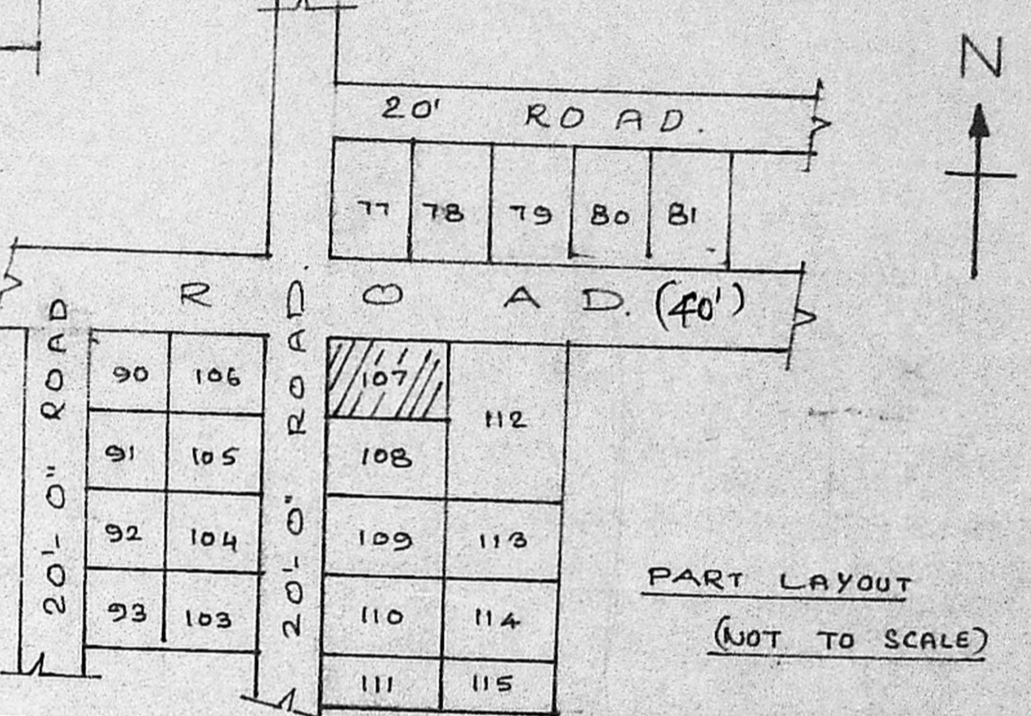 N
20' ROAD.
77 78 79 80 81
ROAD. (40')
20'-0" ROAD
20'-0" ROAD.
90 106
107
112
91 105
108
92 104
109 113
93 103
110 114
111 115
PART LAYOUT
(NOT TO SCALE)